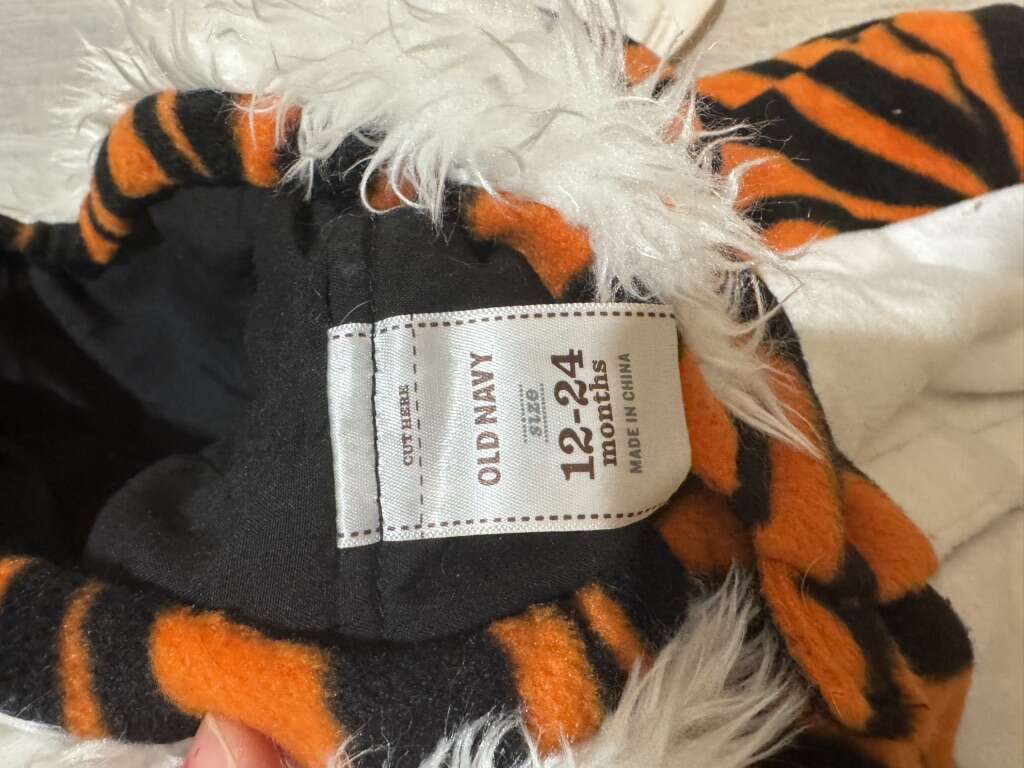 CUT HERE
OLD NAVY
size
12-24
months
MADE IN CHINA